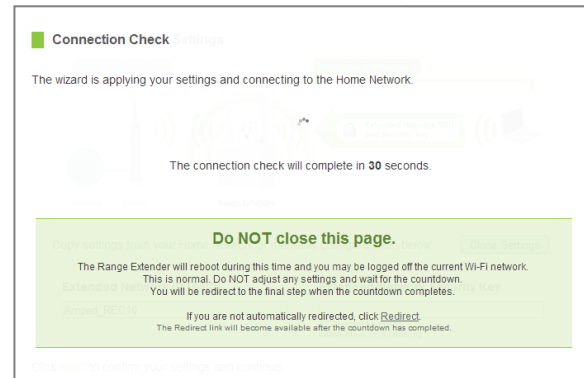 Connection Check Settings
The wizard is applying your settings and connecting to the Home Network.
The connection check will complete in 30 seconds.
Do NOT close this page.
The Range Extender will reboot during this time and you may be logged off the current Wi-Fi network.
This is normal. Do NOT adjust any settings and wait for the countdown.
You will be redirect to the final step when the countdown completes.
If you are not automatically redirected, click Redirect.
The Redirect link will become available after the countdown has completed.